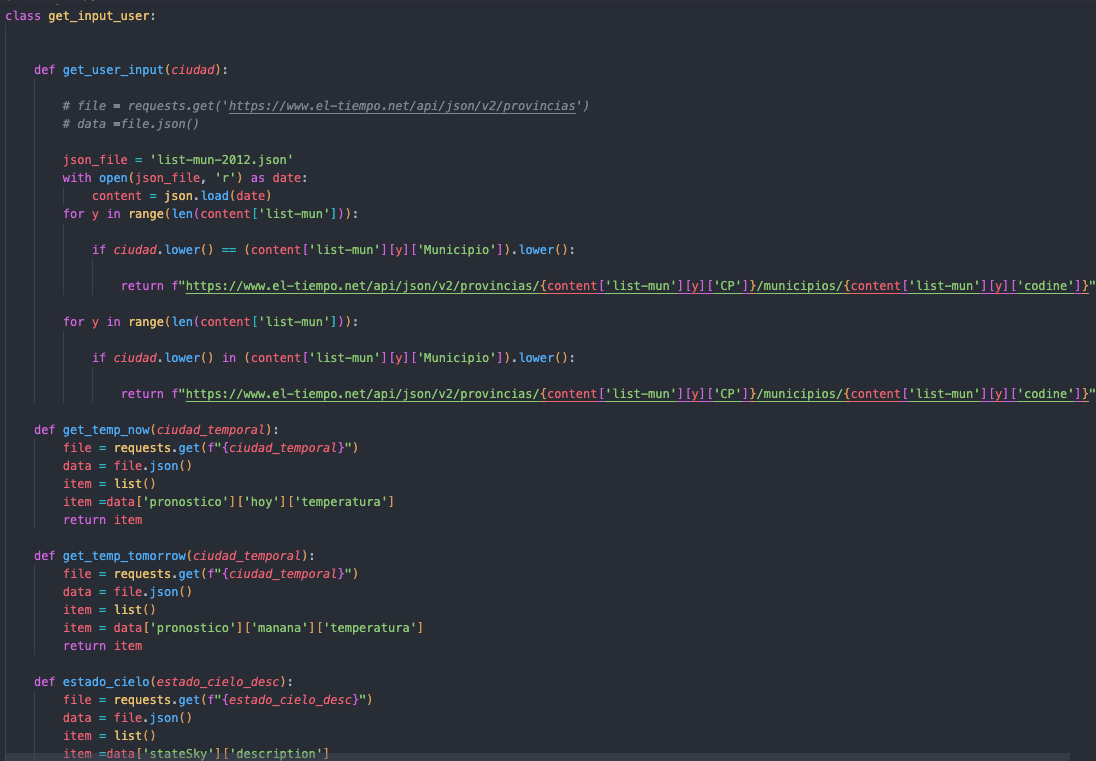 class get_input_user:
def get_user_input(ciudad):
# file = requests.get('https://www.el-tiempo.net/api/json/v2/provincias')
# data =file.json()
json_file = 'list-mun-2012.json'
with open(json_file, 'r') as date:
content = json.load(date)
for y in range(len(content['list-mun'])):
if ciudad.lower() == (content['list-mun'][y]['Municipio']).lower():
return f"https://www.el-tiempo.net/api/json/v2/provincias/{content['list-mun'][y]['CP']}/municipios/{content['list-mun'][y]['codine']}"
for y in range(len(content['list-mun'])):
if ciudad.lower() in (content['list-mun'][y]['Municipio']).lower():
return f"https://www.el-tiempo.net/api/json/v2/provincias/{content['list-mun'][y]['CP']}/municipios/{content['list-mun'][y]['codine']}"
def get_temp_now(ciudad_temporal):
file = requests.get(f"{ciudad_temporal}")
data = file.json()
item = list()
item =data['pronostico']['hoy']['temperatura']
return item
def get_temp_tomorrow(ciudad_temporal):
file = requests.get(f"{ciudad_temporal}")
data = file.json()
item = list()
item = data['pronostico']['manana']['temperatura']
return item
def estado_cielo(estado_cielo_desc):
file = requests.get(f"{estado_cielo_desc}")
data = file.json()
item = list()
item =data['stateSky']['description']